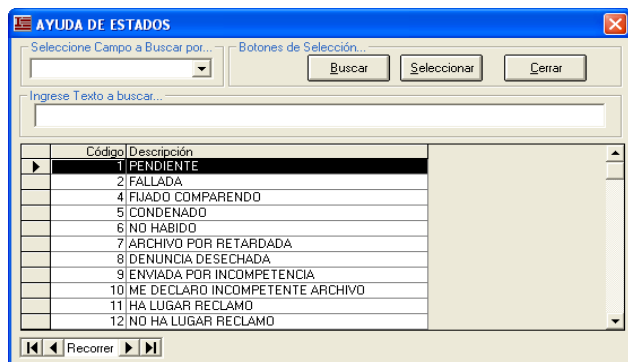 AYUDA DE ESTADOS
Seleccione Campo a Buscar por...
Botones de Selección...
Buscar Seleccionar Cerrar
Ingrese Texto a buscar...
Código Descripción
1 PENDIENTE
2 FALLADA
4 FIJADO COMPARENDO
5 CONDENADO
6 NO HABIDO
7 ARCHIVO POR RETARDADA
8 DENUNCIA DESECHADA
9 ENVIADA POR INCOMPETENCIA
10 ME DECLARO INCOMPETENTE ARCHIVO
11 HA LUGAR RECLAMO
12 NO HA LUGAR RECLAMO
Recorrer